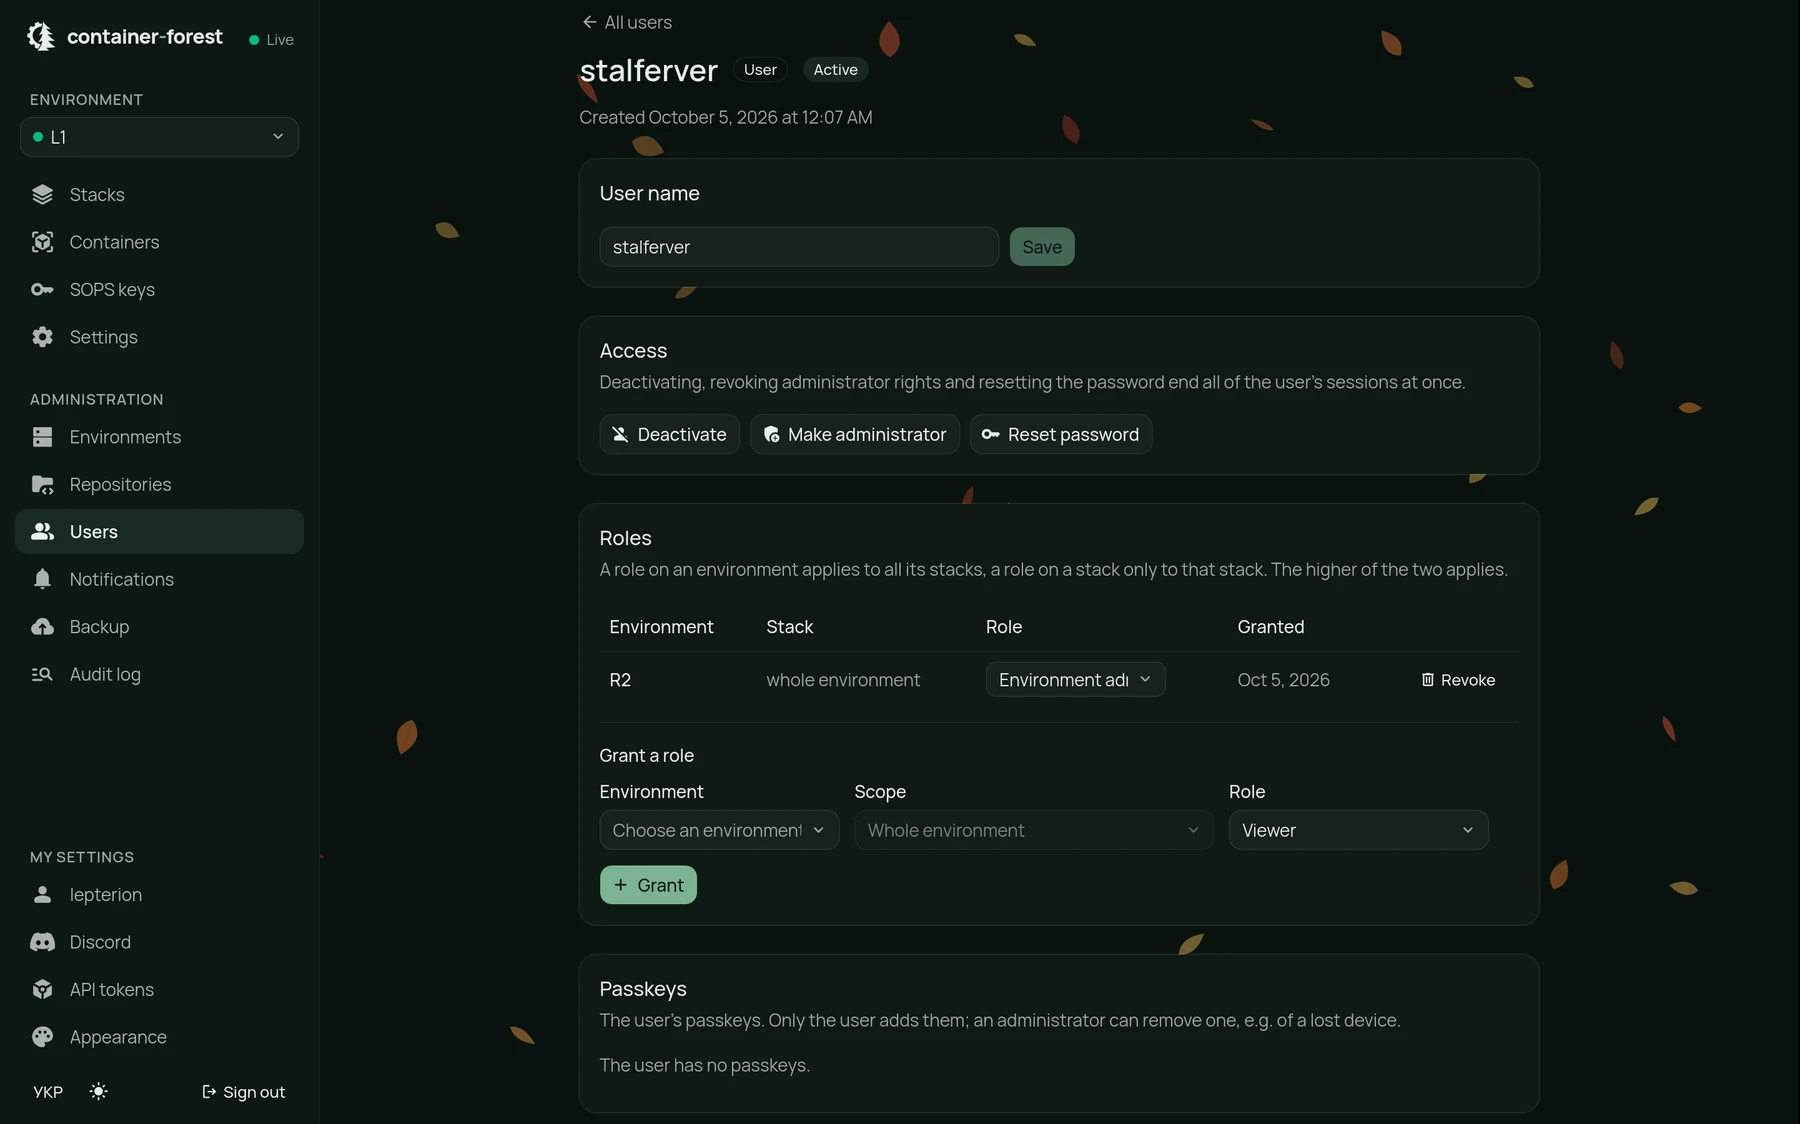 container-forest
Live
ENVIRONMENT
L1
Stacks
Containers
SOPS keys
Settings
ADMINISTRATION
Environments
Repositories
Users
Notifications
Backup
Audit log
MY SETTINGS
lepterion
Discord
API tokens
Appearance
УКР
Sign out
← All users
stalferver User Active
Created October 5, 2026 at 12:07 AM
User name
stalferver Save
Access
Deactivating, revoking administrator rights and resetting the password end all of the user's sessions at once.
Deactivate Make administrator Reset password
Roles
A role on an environment applies to all its stacks, a role on a stack only to that stack. The higher of the two applies.
Environment Stack Role Granted
R2 whole environment Environment adı Oct 5, 2026 Revoke
Grant a role
Environment Scope Role
Choose an environment Whole environment Viewer
+ Grant
Passkeys
The user's passkeys. Only the user adds them; an administrator can remove one, e.g. of a lost device.
The user has no passkeys.